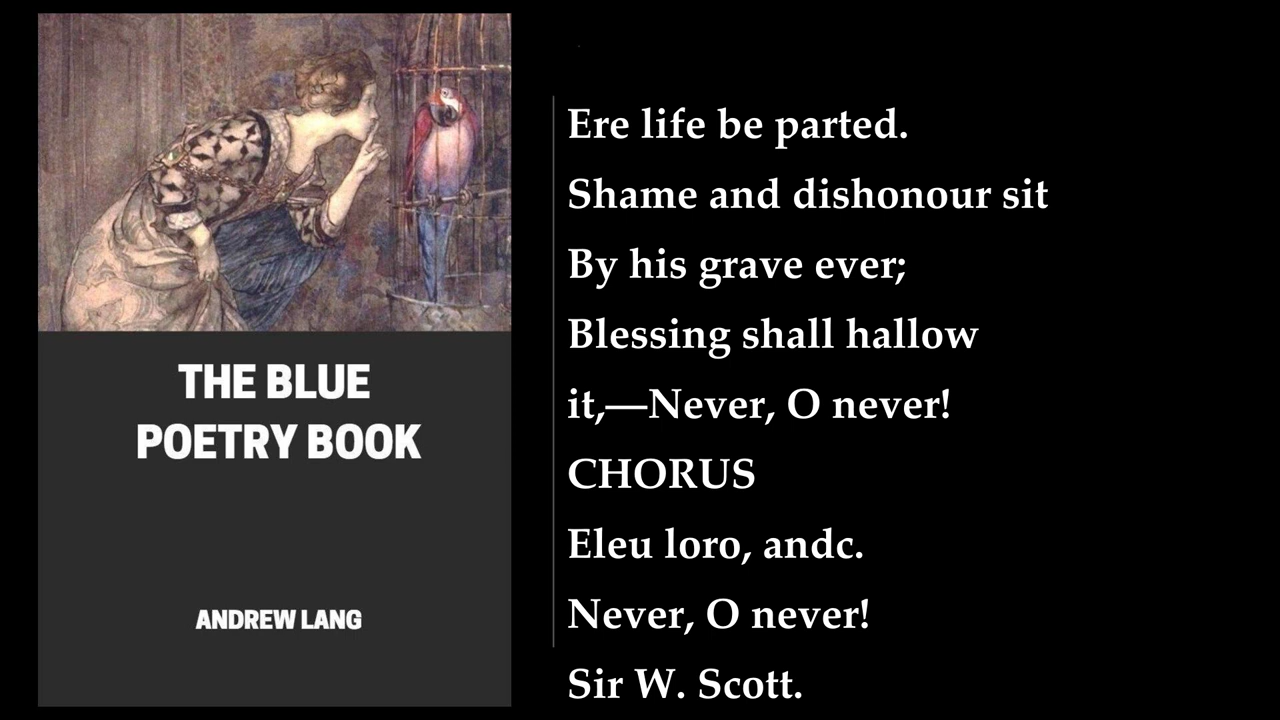 THE BLUE
POETRY BOOK
ANDREW LANG
Ere life be parted.
Shame and dishonour sit
By his grave ever;
Blessing shall hallow
it,—Never, O never!
CHORUS
Eleu loro, andc.
Never, O never!
Sir W. Scott.